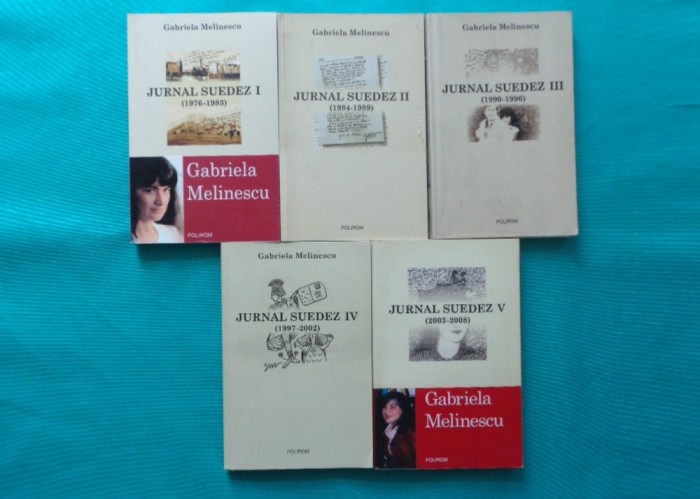 Gabriela Melinescu
JURNAL SUEDEZ I
(1976-1983)
Gabriela
Melinescu
POLIROM
Gabriela Melinescu
JURNAL SUEDEZ II
(1984-1989)
POLIROM
Gabriela Melinescu
JURNAL SUEDEZ III
(1990-1996)
POLIROM
Gabriela Melinescu
JURNAL SUEDEZ IV
(1997-2002)
POLIROM
JURNAL SUEDEZ V
(2003-2008)
Gabriela
Melinescu
POLIROM